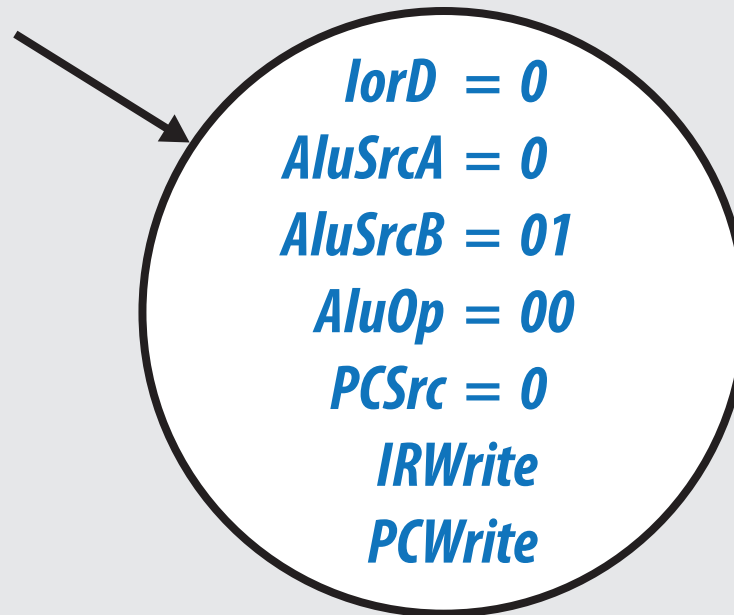 IorD = 0
AluSrcA = 0
AluSrcB = 01
AluOp = 00
PCSrc = 0
IRWrite
PCWrite